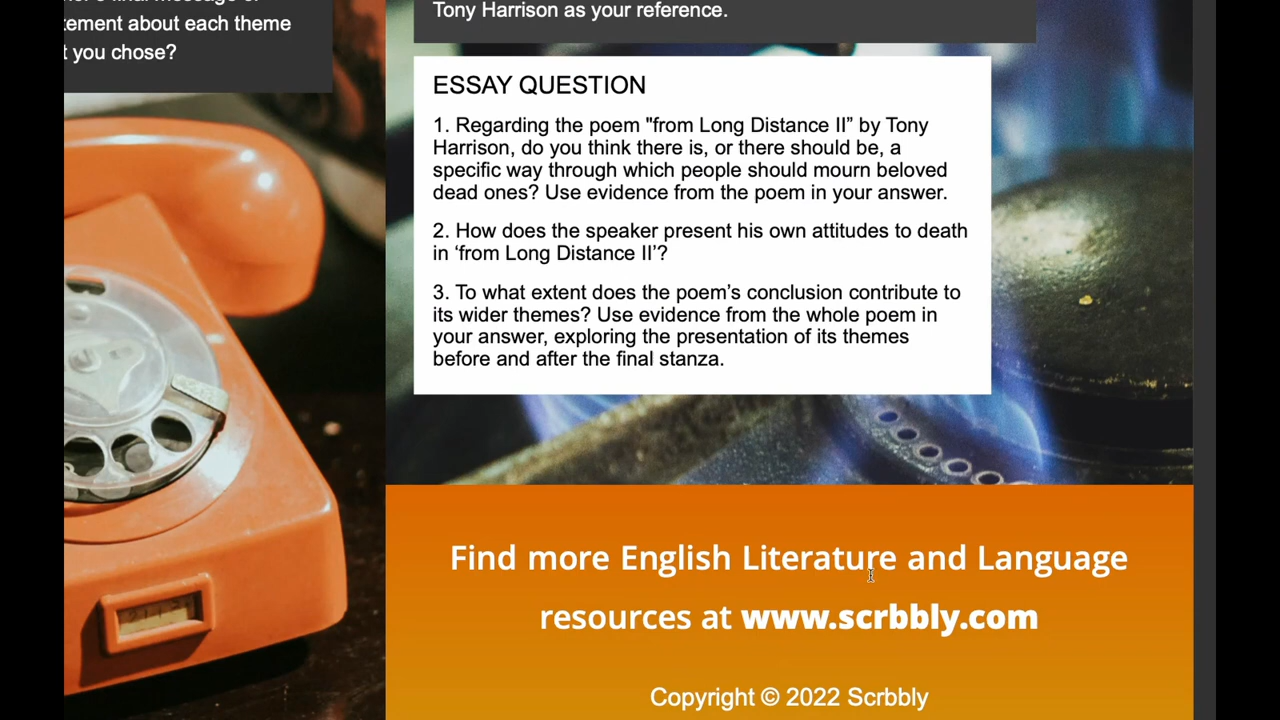 tement about each theme
you chose?
Tony Harrison as your reference.
ESSAY QUESTION
1. Regarding the poem "from Long Distance II” by Tony
Harrison, do you think there is, or there should be, a
specific way through which people should mourn beloved
dead ones? Use evidence from the poem in your answer.
2. How does the speaker present his own attitudes to death
in ‘from Long Distance II’?
3. To what extent does the poem’s conclusion contribute to
its wider themes? Use evidence from the whole poem in
your answer, exploring the presentation of its themes
before and after the final stanza.
Find more English Literature and Language
resources at www.scrbbly.com
Copyright © 2022 Scrbbly